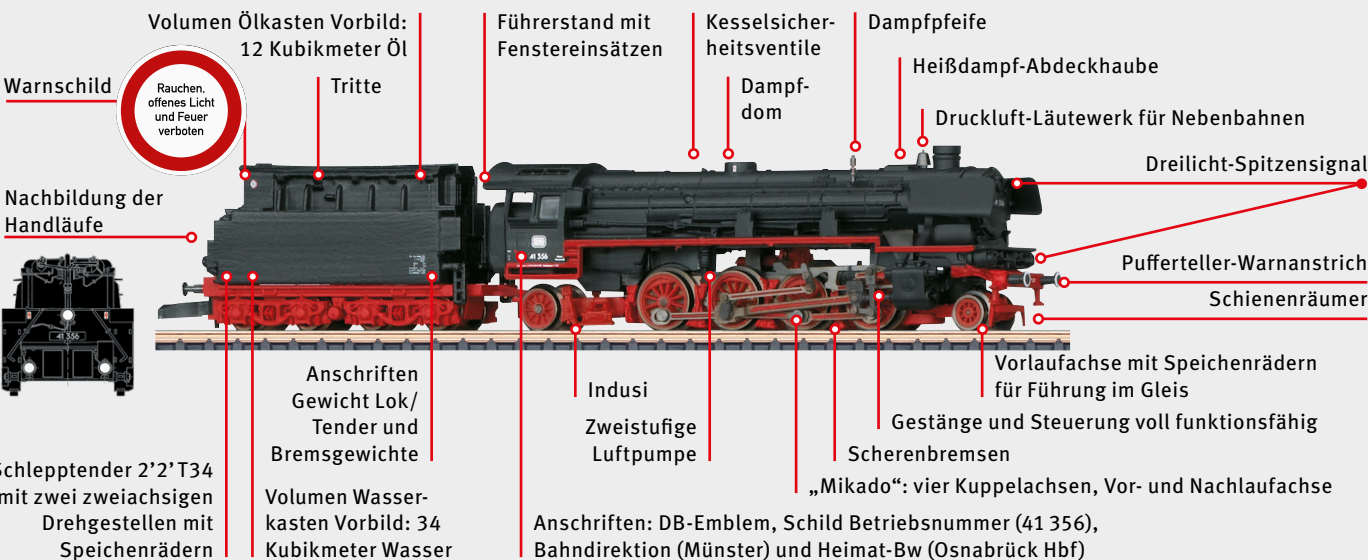 Volumen Ölkasten Vorbild:
12 Kubikmeter Öl
Führerstand mit
Fenstereinsätzen
Kesselsicher-
heitsventile
Dampfpfeife
Warnschild
Rauchen,
offenes Licht
und Feuer
verboten
Tritte
Dampf-
dom
Heißdampf-Abdeckhaube
Druckluft-Läutewerk für Nebenbahnen
Dreilicht-Spitzensignal
Nachbildung der
Handläufe
41 356
41 356
Pufferteller-Warnanstrich
Schienenräumer
Anschriften
Gewicht Lok/
Tender und
Bremsgewichte
Indusi
Zweistufige
Luftpumpe
Vorlaufachse mit Speichenrädern
für Führung im Gleis
Gestänge und Steuerung voll funktionsfähig
Scherenbremsen
„Mikado“: vier Kuppelachsen, Vor- und Nachlaufachse
Schlepptender 2’2’ T34
mit zwei zweiachsigen
Drehgestellen mit
Speichenrädern
Volumen Wasser-
kasten Vorbild: 34
Kubikmeter Wasser
Anschriften: DB-Emblem, Schild Betriebsnummer (41 356),
Bahndirektion (Münster) und Heimat-Bw (Osnabrück Hbf)